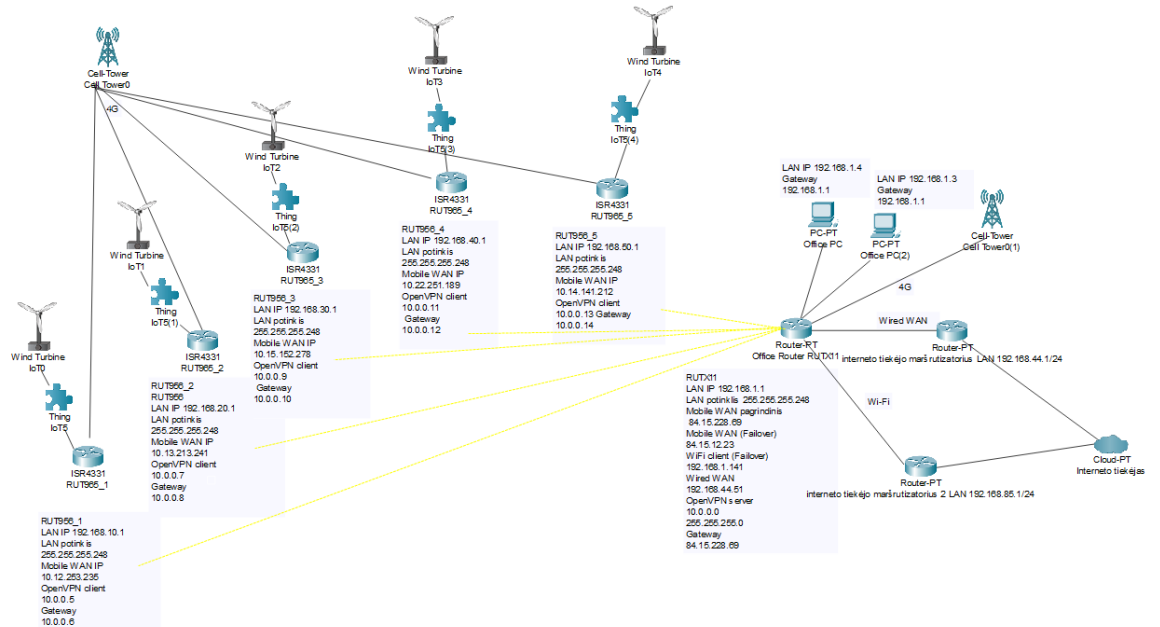 Cell-Tower
Cell Tower0
4G
Wind Turbine
IoT3
Thing
IoT5(3)
ISR4331
RUT965_4
Wind Turbine
IoT4
Thing
IoT5(4)
ISR4331
RUT965_5
Wind Turbine
IoT2
Thing
IoT5(2)
ISR4331
RUT965_3
Wind Turbine
IoT1
Thing
IoT5(1)
ISR4331
RUT965_2
Wind Turbine
IoT0
Thing
IoT5
ISR4331
RUT965_1
RUT956_4
LAN IP 192.168.40.1
LAN potinkis
255.255.255.248
Mobile WAN IP
10.22.251.189
OpenVPN client
10.0.0.11
Gateway
10.0.0.12
RUT956_5
LAN IP 192.168.50.1
LAN potinkis
255.255.255.248
Mobile WAN IP
10.14.141.212
OpenVPN client
10.0.0.13 Gateway
10.0.0.14
RUT956_3
LAN IP 192.168.30.1
LAN potinkis
255.255.255.248
Mobile WAN IP
10.15.152.278
OpenVPN client
10.0.0.9
Gateway
10.0.0.10
RUT956_2
RUT956
LAN IP 192.168.20.1
LAN potinkis
255.255.255.248
Mobile WAN IP
10.13.213.241
OpenVPN client
10.0.0.7
Gateway
10.0.0.8
RUT956_1
LAN IP 192.168.10.1
LAN potinkis
255.255.255.248
Mobile WAN IP
10.12.253.235
OpenVPN client
10.0.0.5
Gateway
10.0.0.6
LAN IP 192.168.1.4
Gateway
192.168.1.1
LAN IP 192.168.1.3
Gateway
192.168.1.1
PC-PT
Office PC
PC-PT
Office PC(2)
Cell-Tower
Cell Tower0(1)
4G
Wired WAN
Router-PT
Office Router RUTX11
Router-PT
interneto tiekėjo maršrutizatorius LAN 192.168.44.1/24
Wi-Fi
RUTX11
LAN IP 192.168.1.1
LAN potinklis 255.255.255.248
Mobile WAN pagrindinis
84.15.228.69
Mobile WAN (Failover)
84.15.12.23
WiFi client (Failover)
192.168.1.141
Wired WAN
192.168.44.51
OpenVPN server
10.0.0.0
255.255.255.0
Gateway
84.15.228.69
Cloud-PT
Interneto tiekėjas
Router-PT
interneto tiekėjo maršrutizatorius 2 LAN 192.168.85.1/24